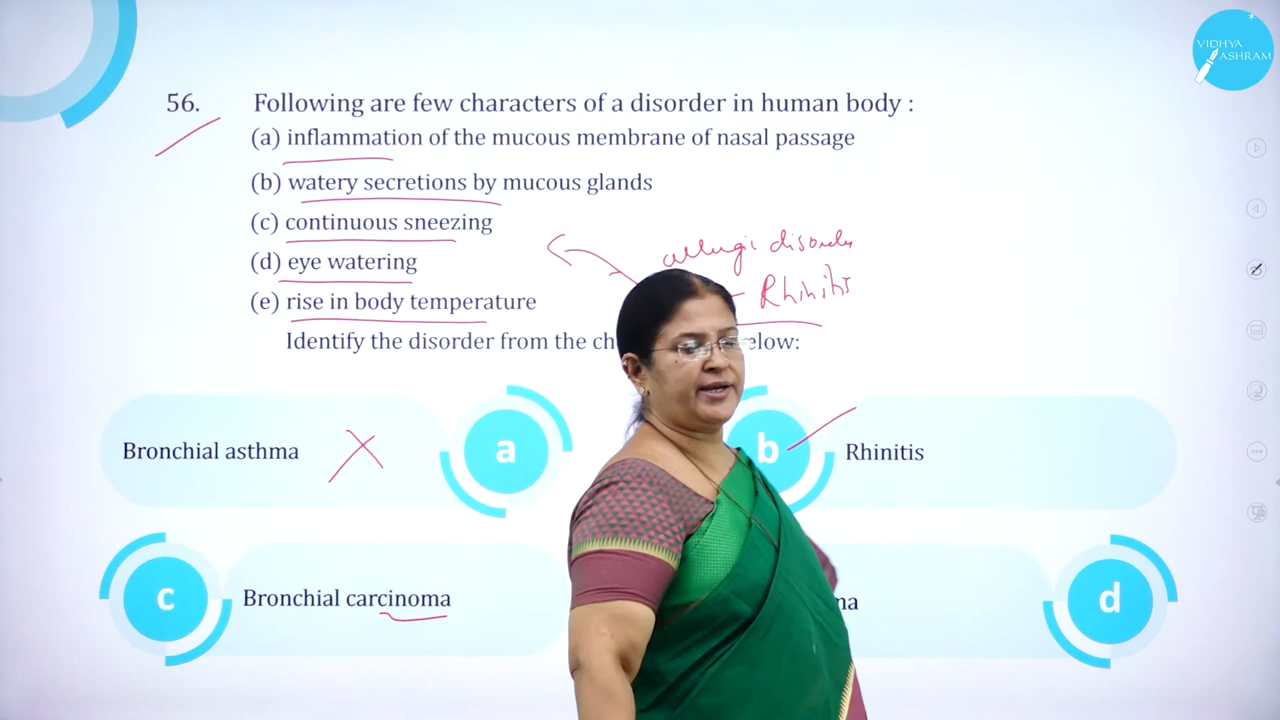 VIDHYA
ASHRAM
56. Following are few characters of a disorder in human body :
(a) inflammation of the mucous membrane of nasal passage
(b) watery secretions by mucous glands
(c) continuous sneezing
allergic disorder
(d) eye watering
Rhinitis
(e) rise in body temperature
Identify the disorder from the ch elow:
Bronchial asthma a b Rhinitis
c Bronchial carcinoma ma d